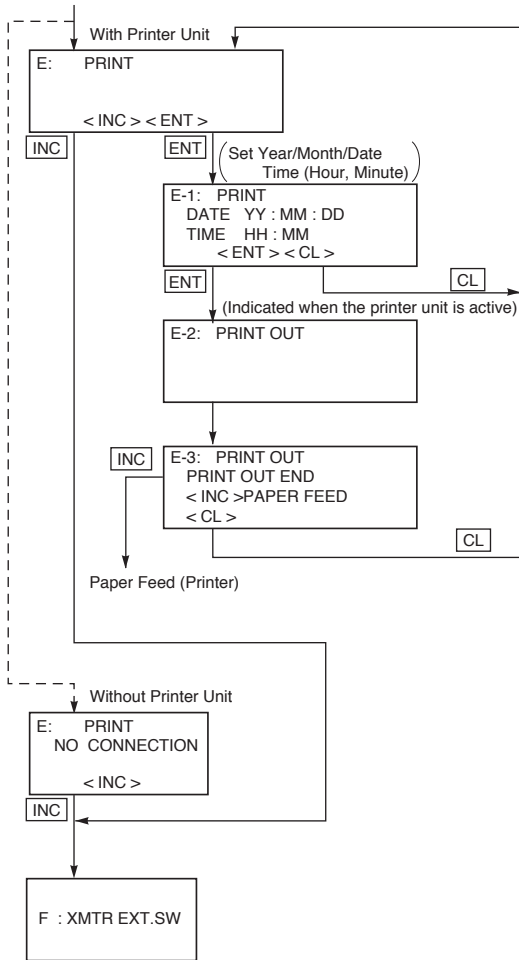 With Printer Unit
E: PRINT
< INC > < ENT >
INC
ENT
(Set Year/Month/Date
Time (Hour, Minute))
E-1: PRINT
DATE YY : MM : DD
TIME HH : MM
< ENT > < CL >
CL
ENT
(Indicated when the printer unit is active)
E-2: PRINT OUT
INC
E-3: PRINT OUT
PRINT OUT END
< INC >PAPER FEED
< CL >
CL
Paper Feed (Printer)
Without Printer Unit
E: PRINT
NO CONNECTION
< INC >
INC
F : XMTR EXT.SW